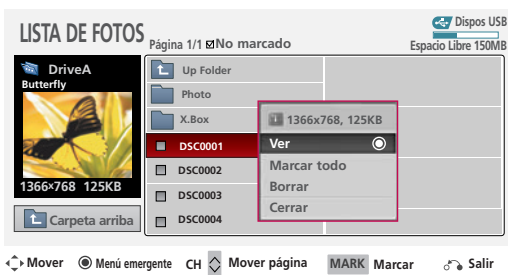 LISTA DE FOTOS
Página 1/1 No marcado
Dispos USB
Espacio Libre 150MB
DriveA
Butterfly
1366×768 125KB
Carpeta arriba
Up Folder
Photo
X.Box
DSC0001
DSC0002
DSC0003
DSC0004
1366x768, 125KB
Ver
Marcar todo
Borrar
Cerrar
Mover Menú emergente CH Mover página MARK Marcar Salir